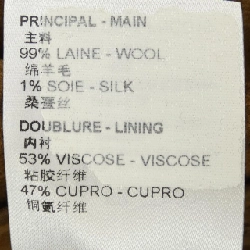 PRINCIPAL - MAIN
主料
99% LAINE - WOOL
绵羊毛
1% SOIE - SILK
桑蚕丝
DOUBLURE - LINING
内衬
53% VISCOSE - VISCOSE
粘胶纤维
47% CUPRO - CUPRO
铜氨纤维